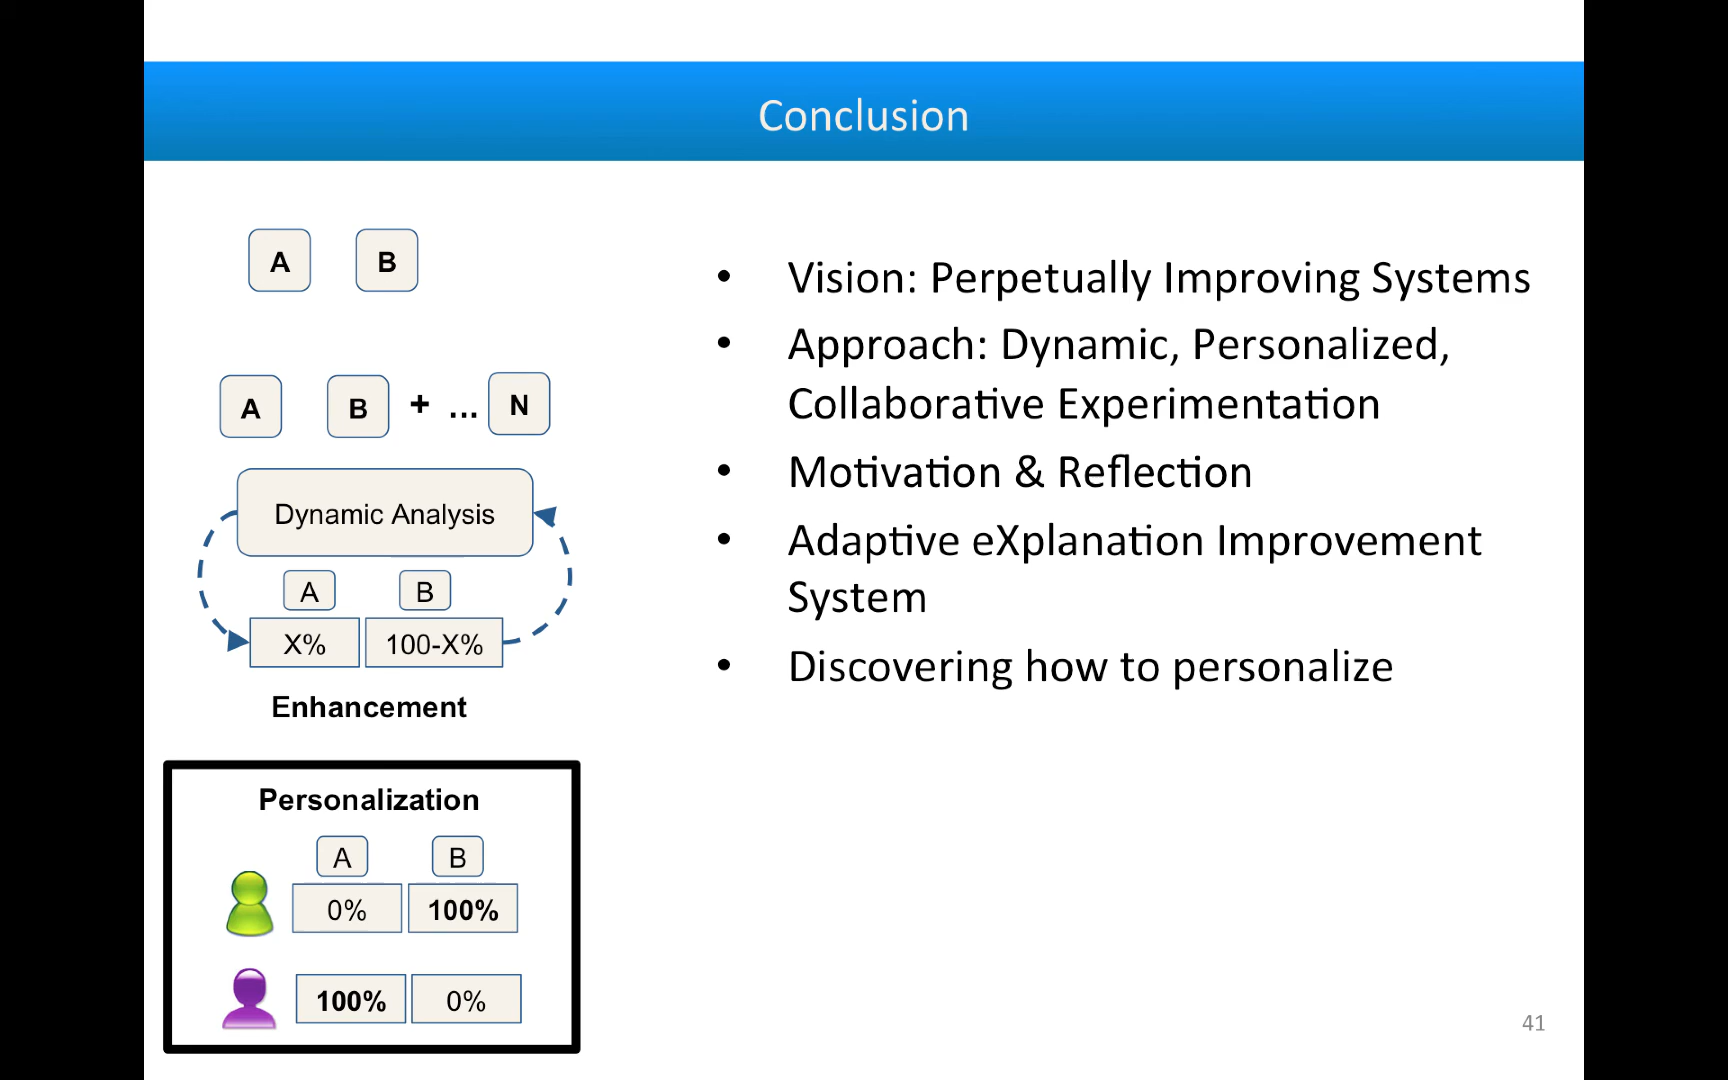 Conclusion
A B
A B + ... N
Dynamic Analysis
A B
X% 100-X%
Enhancement
Personalization
A B
0% 100%
100% 0%
• Vision: Perpetually Improving Systems
• Approach: Dynamic, Personalized,
Collaborative Experimentation
• Motivation & Reflection
• Adaptive eXplanation Improvement
System
• Discovering how to personalize
41